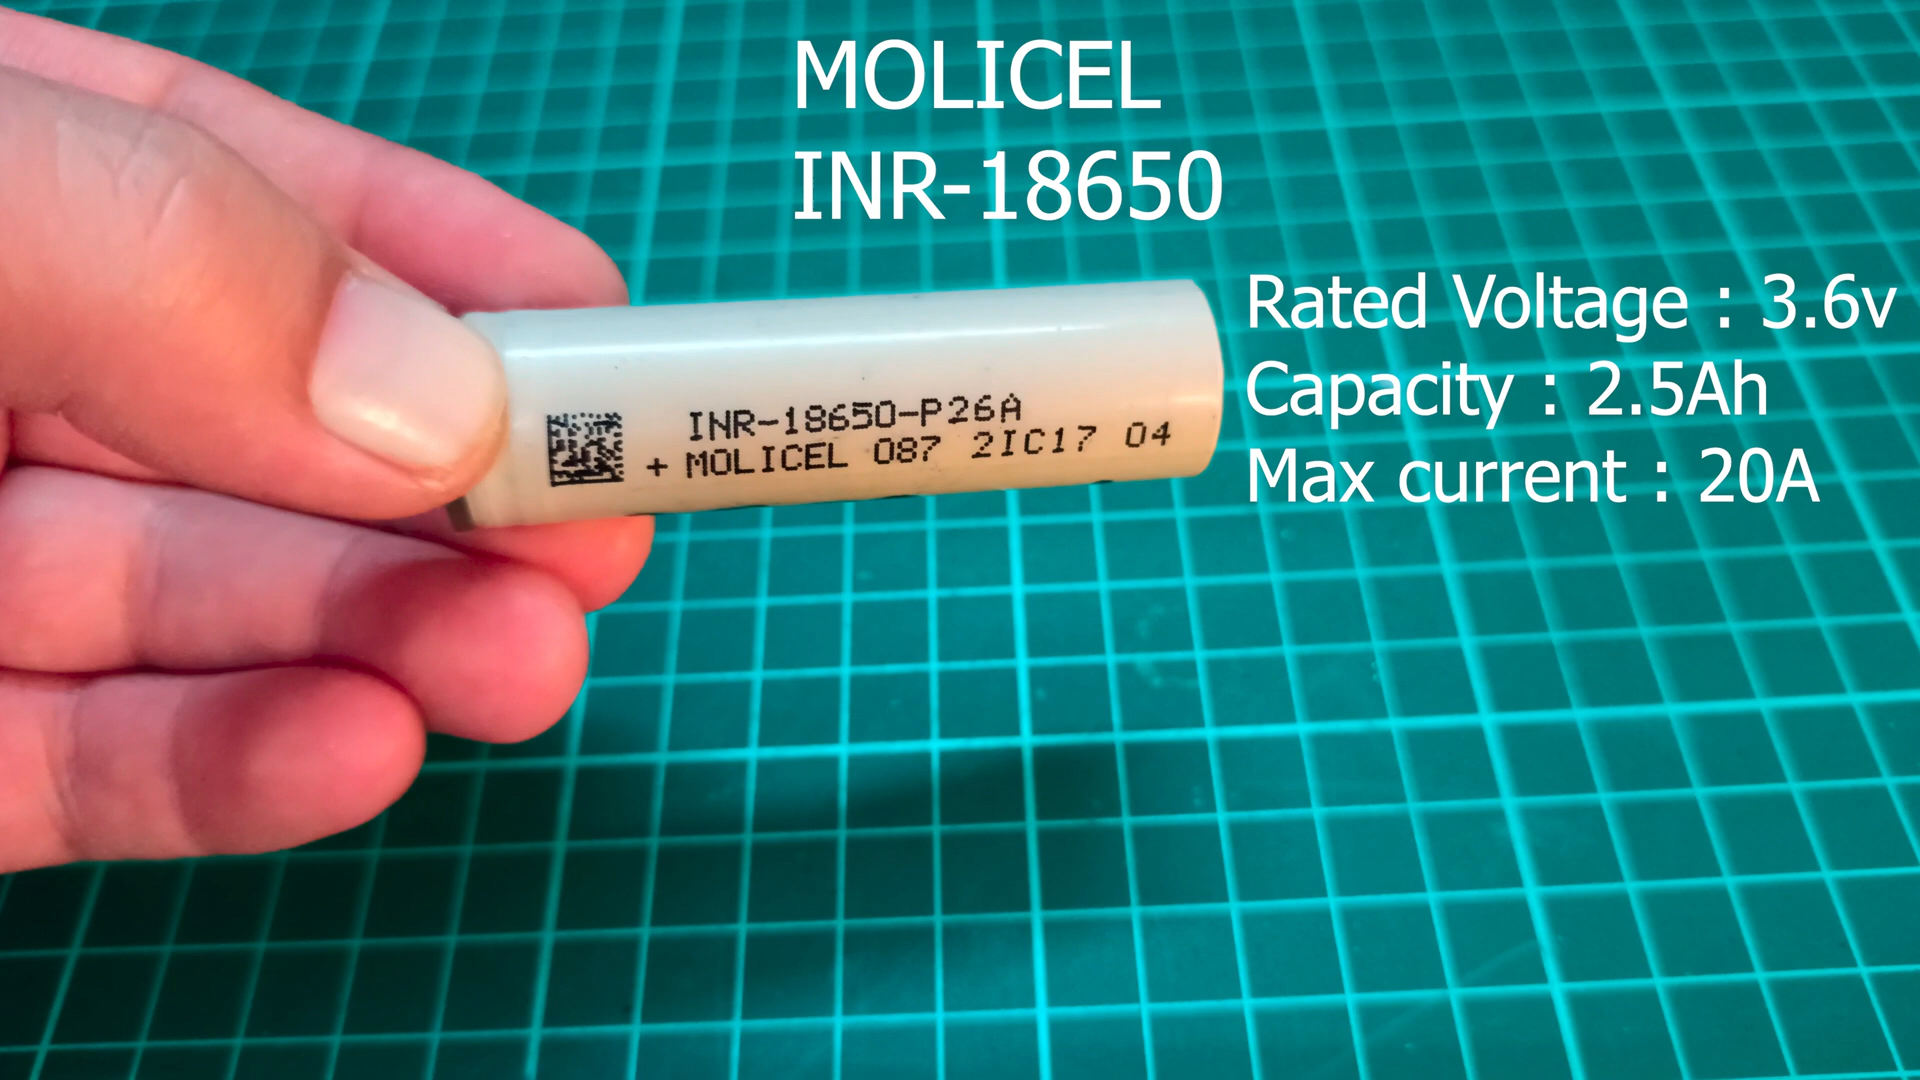 MOLICEL
INR-18650
Rated Voltage : 3.6v
Capacity : 2.5Ah
Max current : 20A
INR-18650-P26A
+ MOLICEL 087 2IC17 04